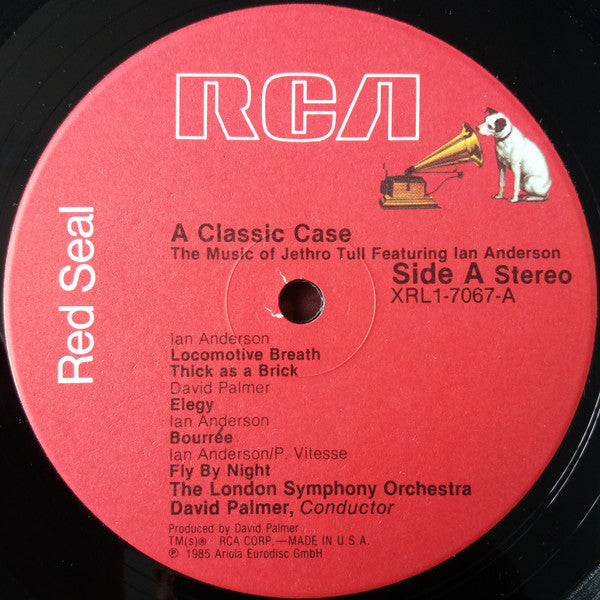 RCA
Red Seal
A Classic Case
The Music of Jethro Tull Featuring Ian Anderson
Side A Stereo
XRL1-7067-A
Ian Anderson
Locomotive Breath
Thick as a Brick
David Palmer
Elegy
Ian Anderson
Bourrée
Ian Anderson/P. Vitesse
Fly By Night
The London Symphony Orchestra
David Palmer, Conductor
Produced by David Palmer
TM(s)® RCA CORP.—MADE IN U.S.A.
℗ 1985 Ariola Eurodisc GmbH